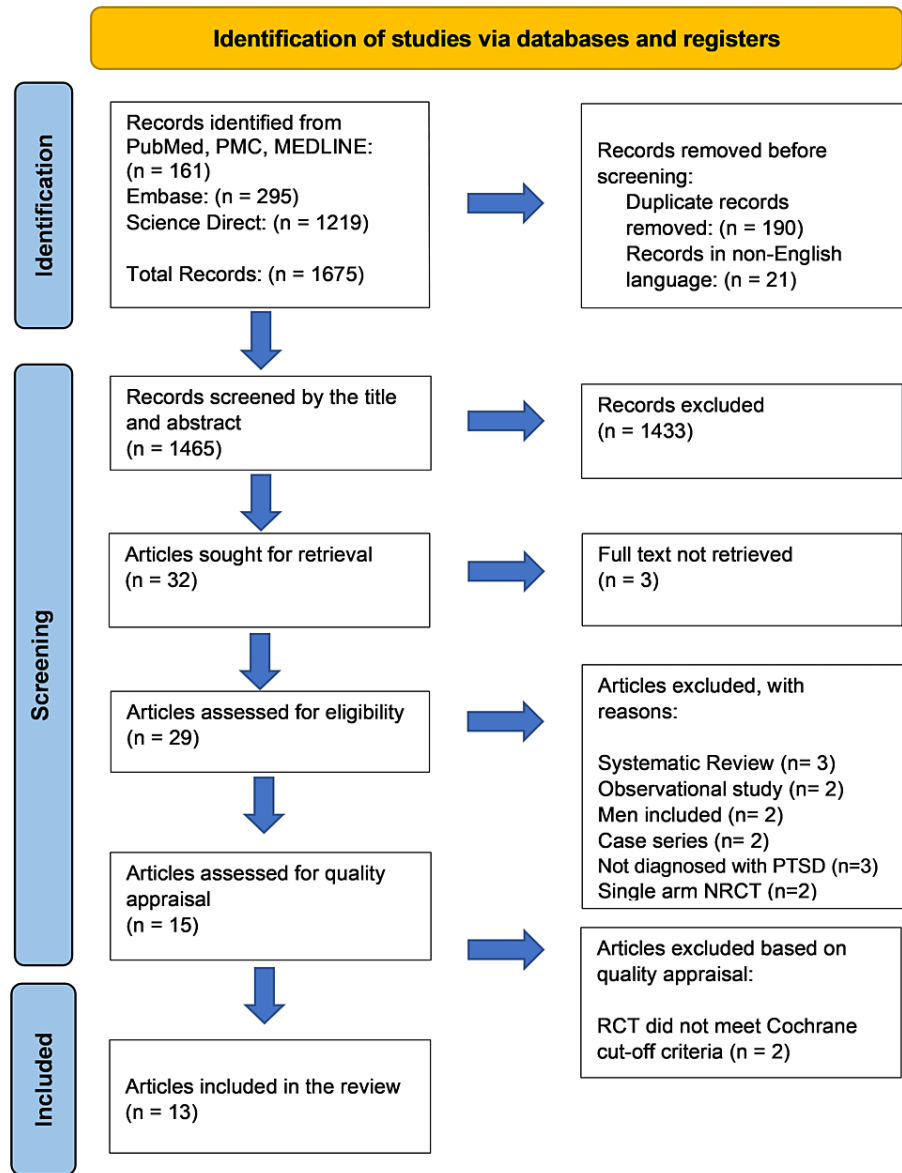 Identification of studies via databases and registers
Identification
Records identified from
PubMed, PMC, MEDLINE:
(n = 161)
Embase: (n = 295)
Science Direct: (n = 1219)
Total Records: (n = 1675)
Records removed before
screening:
Duplicate records
removed: (n = 190)
Records in non-English
language: (n = 21)
Screening
Records screened by the title
and abstract
(n = 1465)
Records excluded
(n = 1433)
Articles sought for retrieval
(n = 32)
Full text not retrieved
(n = 3)
Articles assessed for eligibility
(n = 29)
Articles excluded, with
reasons:
Systematic Review (n= 3)
Observational study (n= 2)
Men included (n= 2)
Case series (n= 2)
Not diagnosed with PTSD (n=3)
Single arm NRCT (n=2)
Articles assessed for quality
appraisal
(n = 15)
Articles excluded based on
quality appraisal:
RCT did not meet Cochrane
cut-off criteria (n = 2)
Included
Articles included in the review
(n = 13)